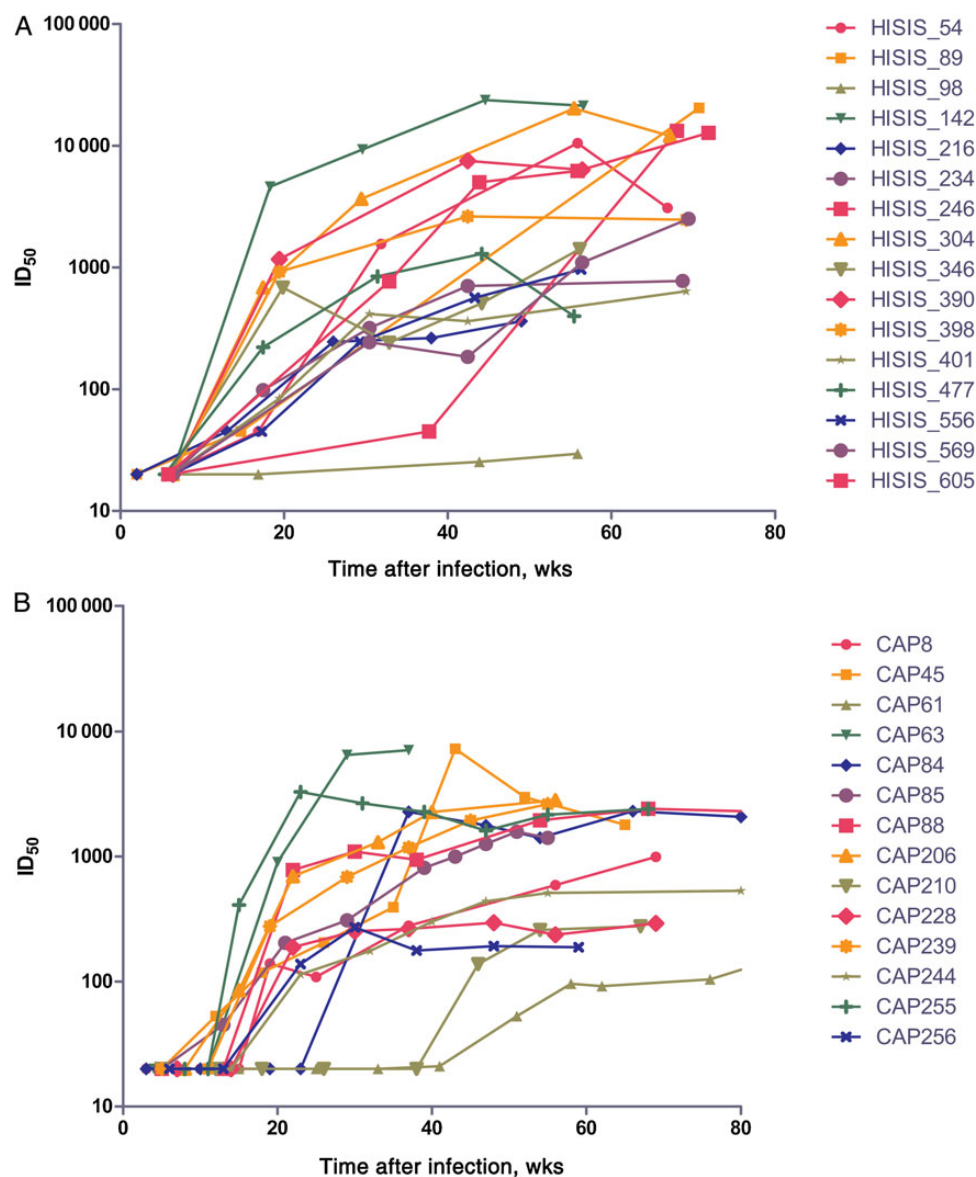 A
100 000
10 000
1000
100
10
ID50
0
20
40
60
80
Time after infection, wks
HISIS_54
HISIS_89
HISIS_98
HISIS_142
HISIS_216
HISIS_234
HISIS_246
HISIS_304
HISIS_346
HISIS_390
HISIS_398
HISIS_401
HISIS_477
HISIS_556
HISIS_569
HISIS_605
B
100 000
10 000
1000
100
10
ID50
0
20
40
60
80
Time after infection, wks
CAP8
CAP45
CAP61
CAP63
CAP84
CAP85
CAP88
CAP206
CAP210
CAP228
CAP239
CAP244
CAP255
CAP256